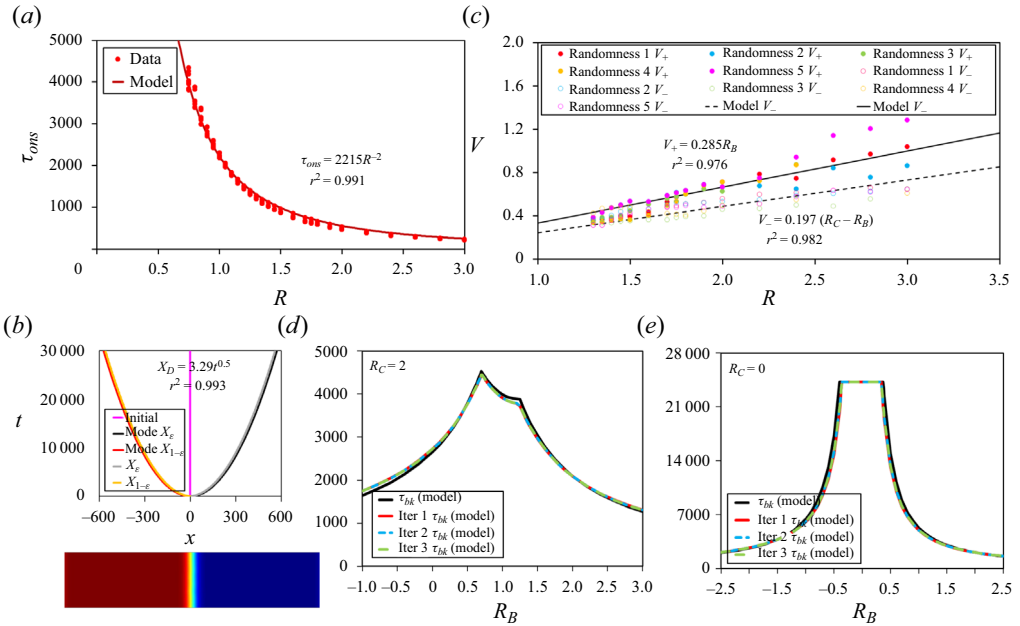 (a)
5000
4000
3000
2000
1000
0
τons
Data
Model
τons = 2215R−2
r2 = 0.991
0.5 1.0 1.5 2.0 2.5 3.0
R
(c)
2.0
1.6
1.2
0.8
0.4
0
V
Randomness 1 V+ Randomness 2 V+ Randomness 3 V+
Randomness 4 V+ Randomness 5 V+ Randomness 1 V−
Randomness 2 V− Randomness 3 V− Randomness 4 V−
Randomness 5 V− Model V− Model V−
V+ = 0.285RB
r2 = 0.976
V− = 0.197 (RC − RB)
r2 = 0.982
1.0 1.5 2.0 2.5 3.0 3.5
R
(b)
30 000
20 000
10 000
0
t
XD = 3.29t0.5
r2 = 0.993
Initial
Mode Xε
Mode X1−ε
Xε
X1−ε
−600 −300 0 300 600
x
(d)
5000
4000
3000
2000
1000
0
RC = 2
τbk (model)
Iter 1 τbk (model)
Iter 2 τbk (model)
Iter 3 τbk (model)
−1.0 −0.5 0 0.5 1.0 1.5 2.0 2.5 3.0
RB
(e)
28 000
21 000
14 000
7000
0
RC = 0
τbk (model)
Iter 1 τbk (model)
Iter 2 τbk (model)
Iter 3 τbk (model)
−2.5 −1.5 −0.5 0.5 1.5 2.5
RB